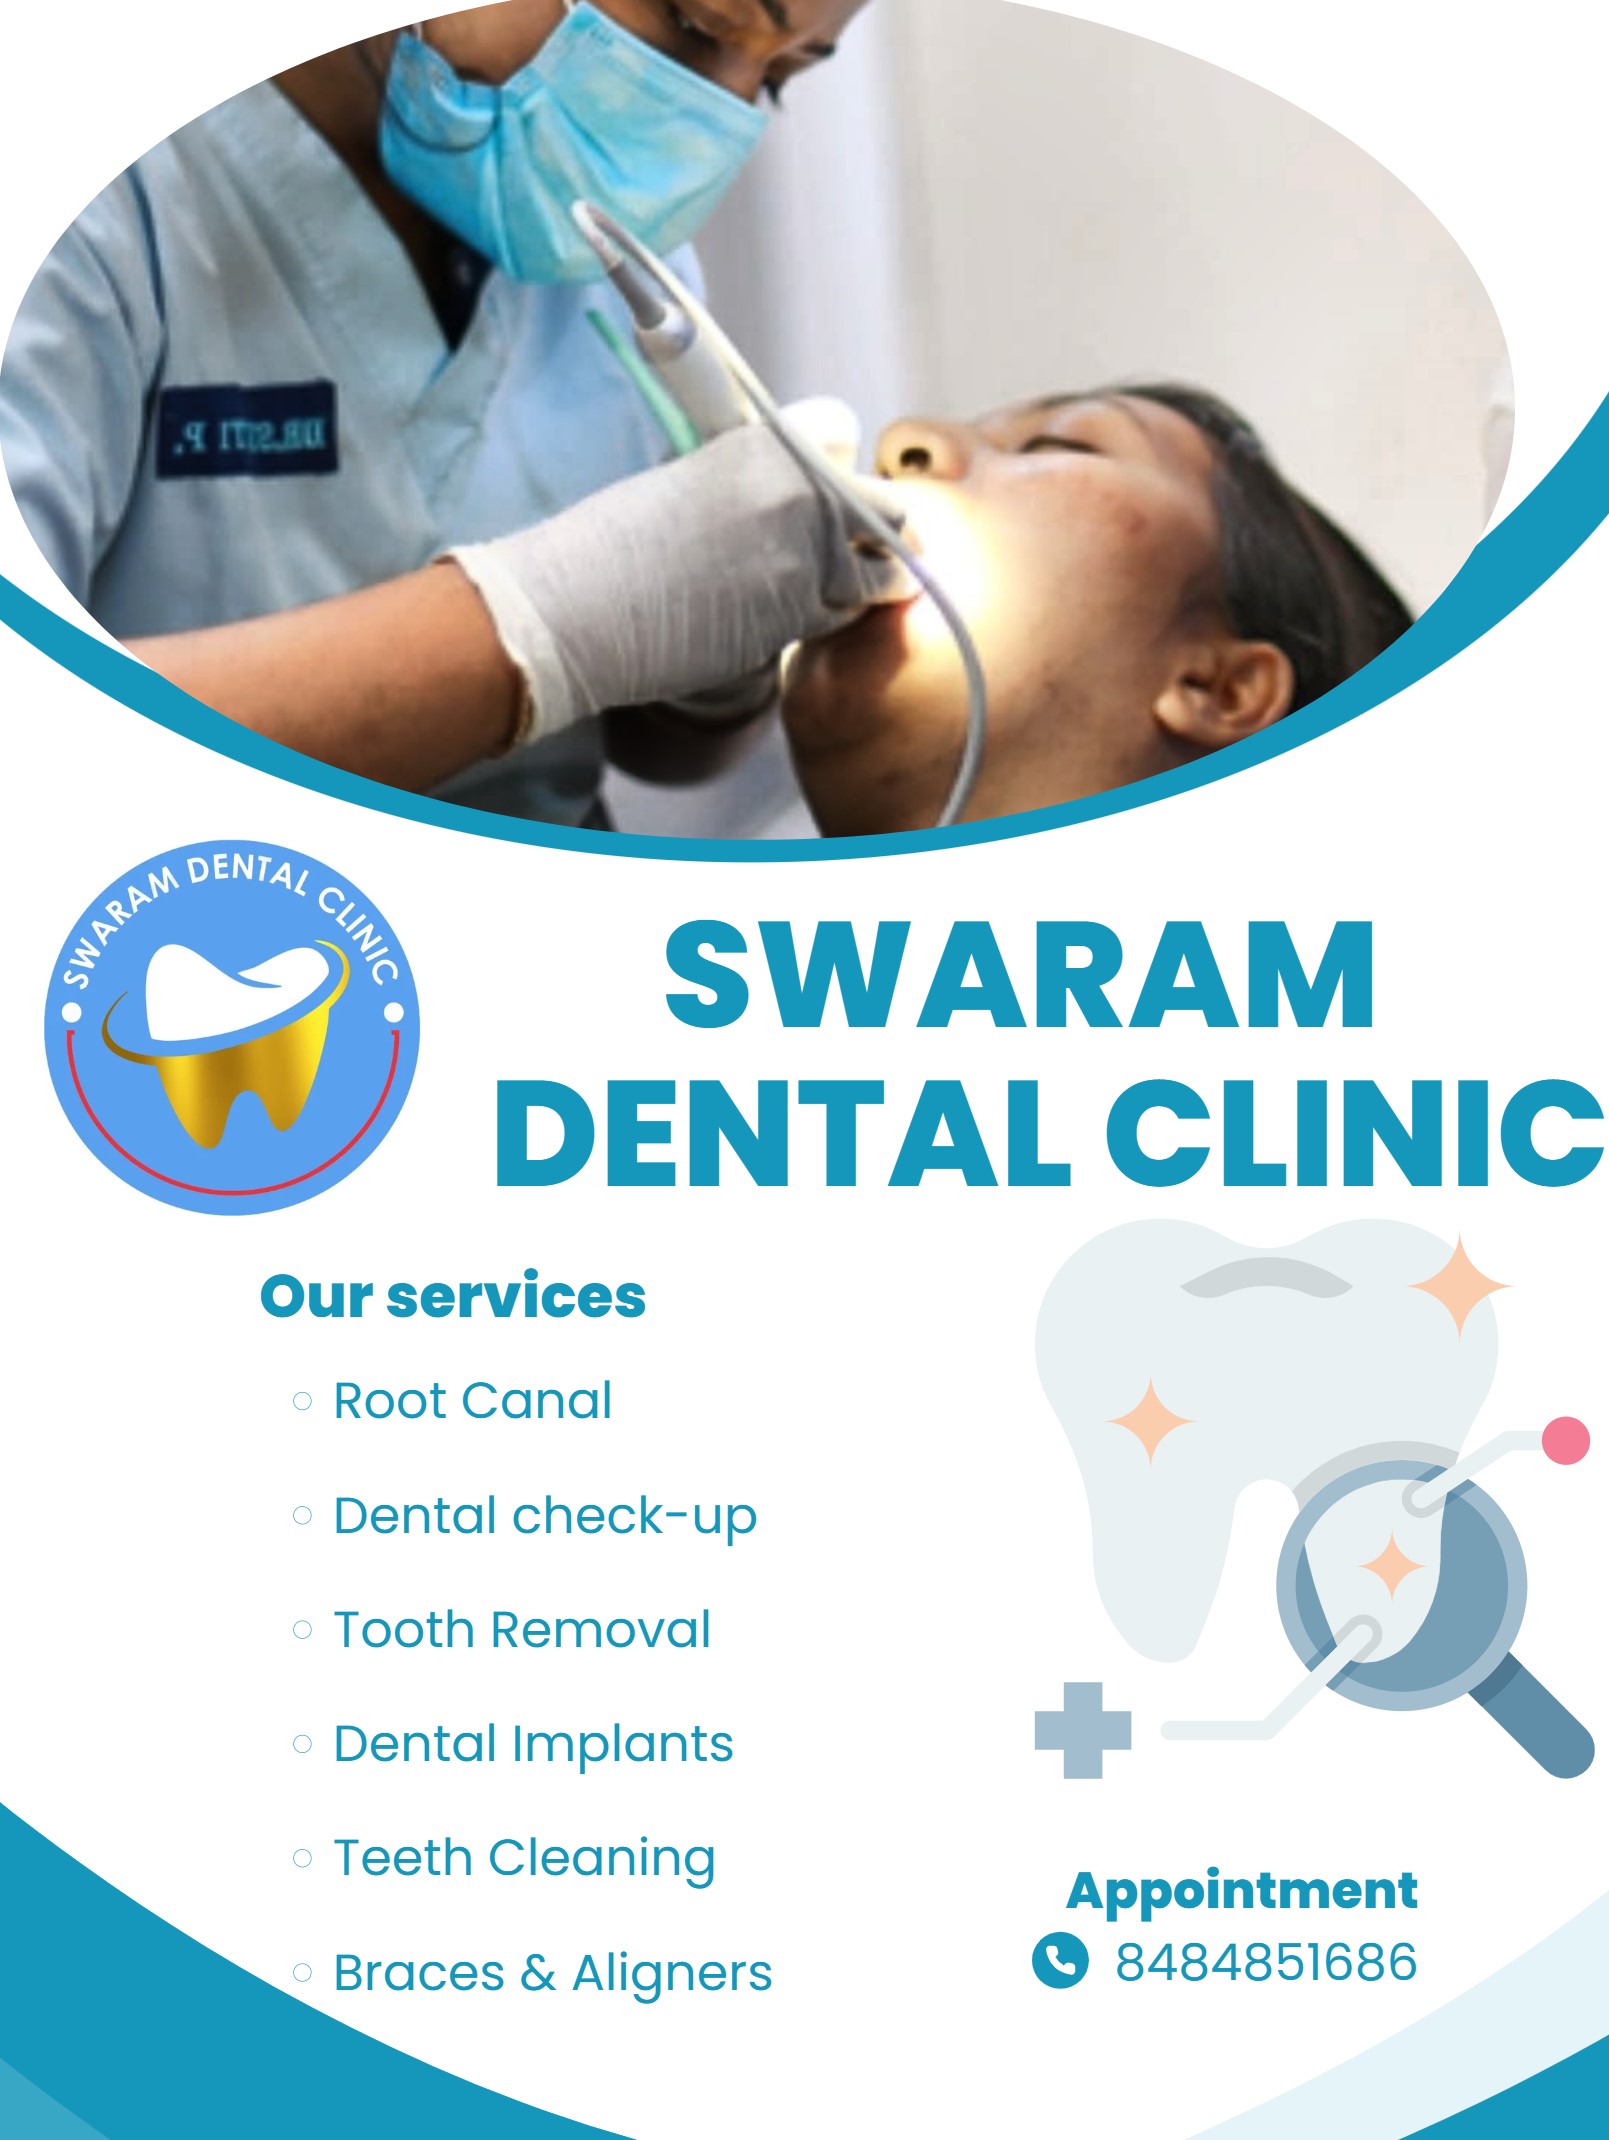 SWARAM DENTAL CLINIC
SWARAM
DENTAL CLINIC
Our services
Root Canal
Dental check-up
Tooth Removal
Dental Implants
Teeth Cleaning
Braces & Aligners
Appointment
8484851686